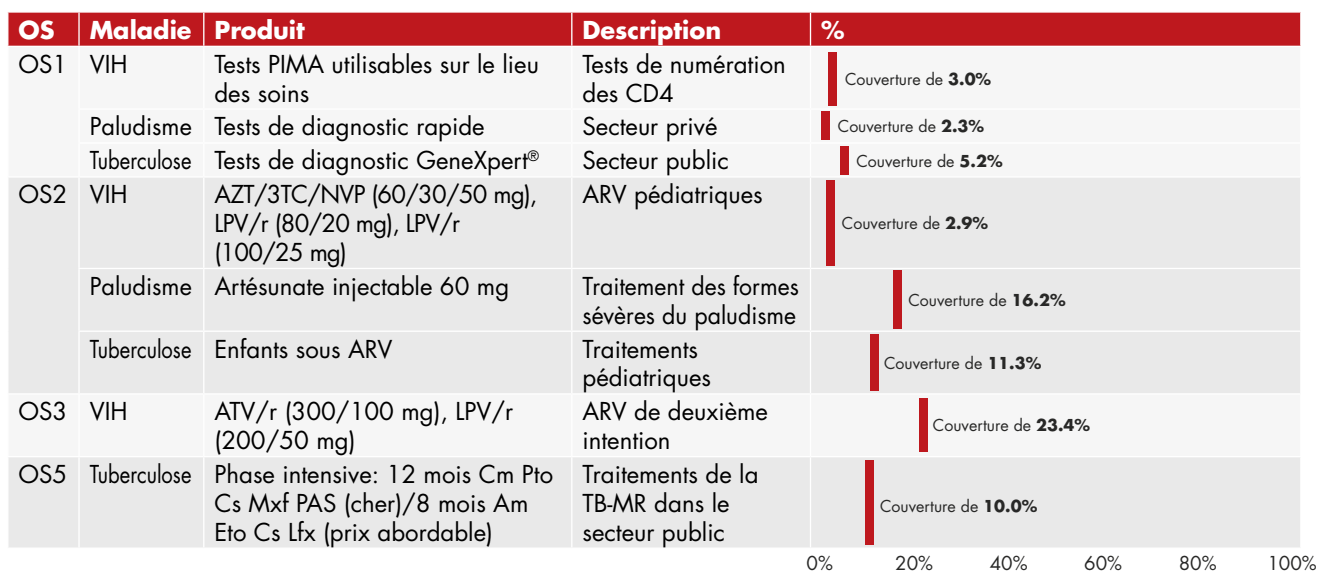 OS Maladie Produit Description %
OS1 VIH Tests PIMA utilisables sur le lieu des soins Tests de numération des CD4 Couverture de 3.0%
Paludisme Tests de diagnostic rapide Secteur privé Couverture de 2.3%
Tuberculose Tests de diagnostic GeneXpert® Secteur public Couverture de 5.2%
OS2 VIH AZT/3TC/NVP (60/30/50 mg), LPV/r (80/20 mg), LPV/r (100/25 mg) ARV pédiatriques Couverture de 2.9%
Paludisme Artésunate injectable 60 mg Traitement des formes sévères du paludisme Couverture de 16.2%
Tuberculose Enfants sous ARV Traitements pédiatriques Couverture de 11.3%
OS3 VIH ATV/r (300/100 mg), LPV/r (200/50 mg) ARV de deuxième intention Couverture de 23.4%
OS5 Tuberculose Phase intensive: 12 mois Cm Pto Cs Mxf PAS (cher)/8 mois Am Eto Cs Lfx (prix abordable) Traitements de la TB-MR dans le secteur public Couverture de 10.0%
0% 20% 40% 60% 80% 100%